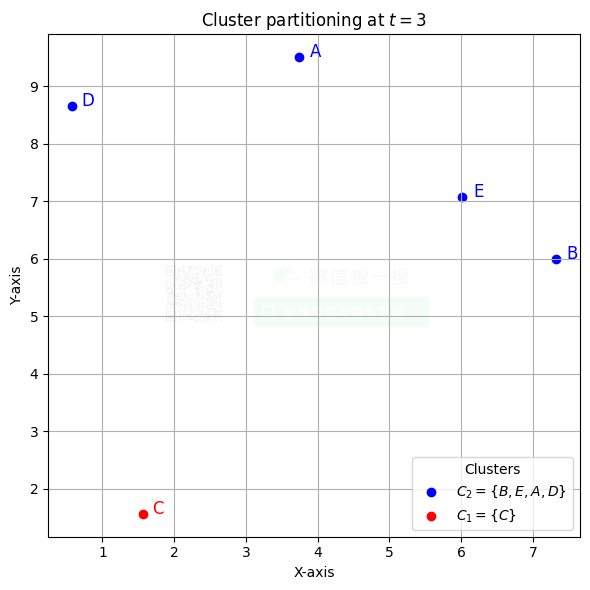 Cluster partitioning at t = 3
A
D
9
8
E
7
B
6
微信搜一搜
5
4
3
Clusters
2
C₂ = {B, E, A, D}
C
C₁ = {C}
1 2 3 4 5 6 7
X-axis
Y-axis